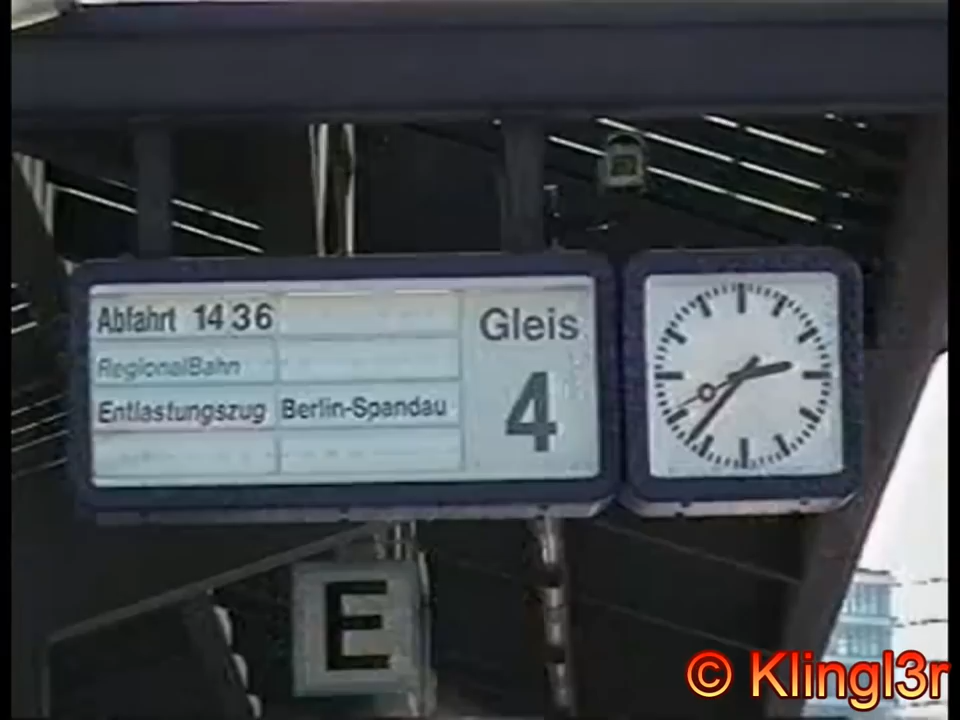 Abfahrt 14 36
Gleis
RegionalBahn
Entlastungszug Berlin-Spandau
4
E
© Klingl3r